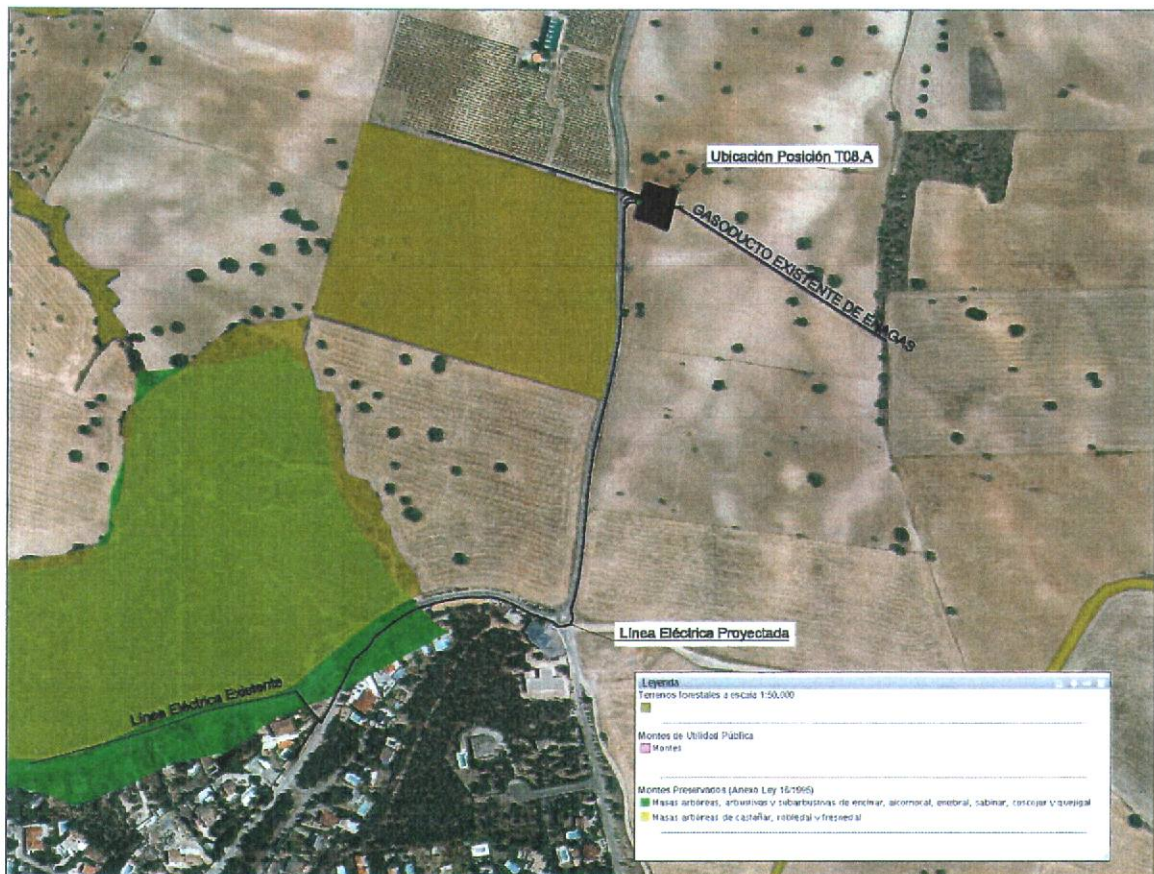 Ubicación Posición T08.A
GASODUCTO EXISTENTE DE ENAGAS
Línea Eléctrica Proyectada
Línea Eléctrica Existente
Leyenda
Terrenos forestales a escala 1:50.000
Montes de Utilidad Pública
Montes
Montes Preservados (Anexo Ley 16/1995)
Masas arbóreas, arbustivas y subarbustivas de encinar, alcornocal, enebral, sabinar, coscojar y quejigal
Masas arbóreas de castañar, robledal y fresnedal